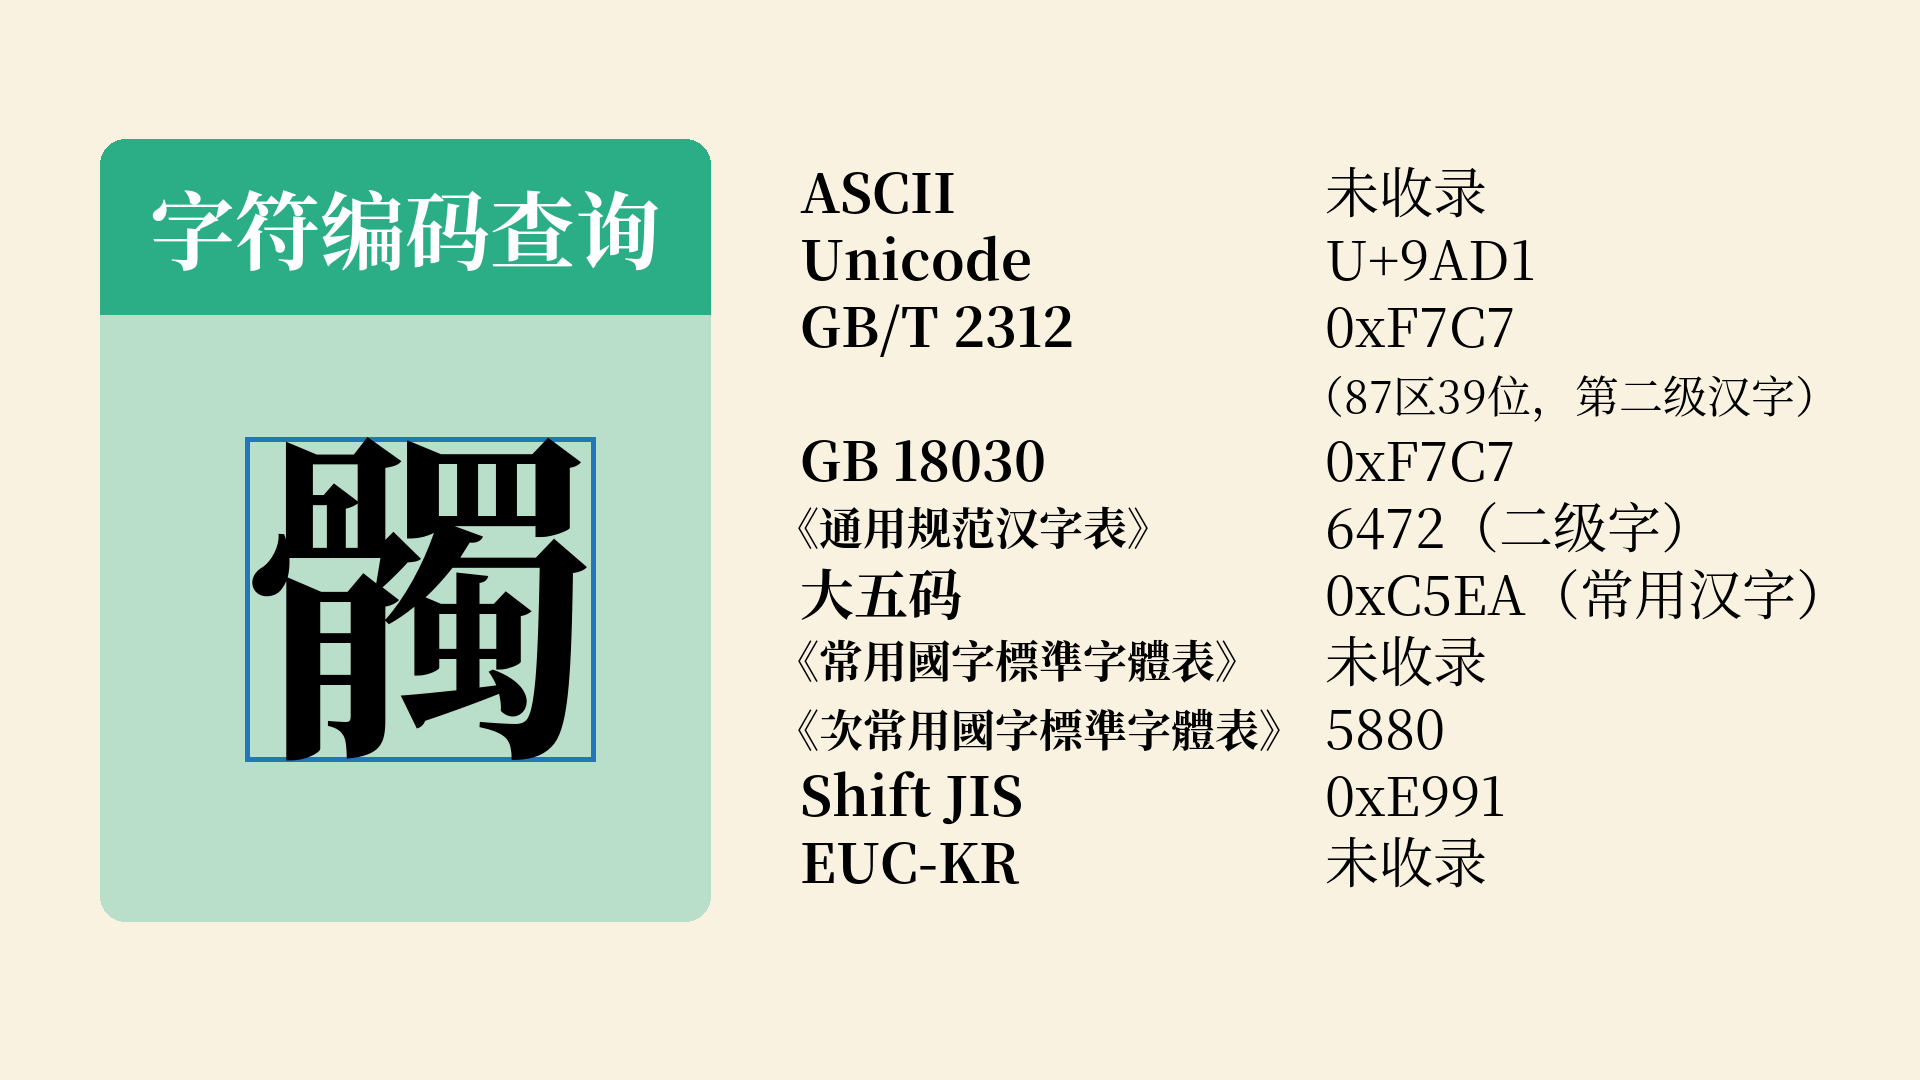 字符编码查询
髑
ASCII 未收录
Unicode U+9AD1
GB/T 2312 0xF7C7
（87区39位，第二级汉字）
GB 18030 0xF7C7
《通用规范汉字表》 6472（二级字）
大五码 0xC5EA（常用汉字）
《常用國字標準字體表》 未收录
《次常用國字標準字體表》 5880
Shift JIS 0xE991
EUC-KR 未收录